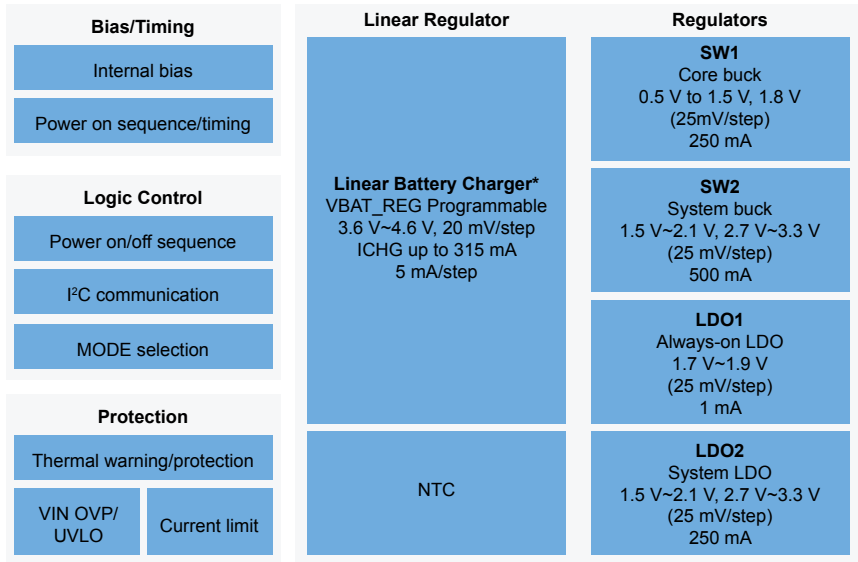 Bias/Timing
Internal bias
Power on sequence/timing
Logic Control
Power on/off sequence
I²C communication
MODE selection
Protection
Thermal warning/protection
VIN OVP/
UVLO
Current limit
Linear Regulator
Linear Battery Charger*
VBAT_REG Programmable
3.6 V~4.6 V, 20 mV/step
ICHG up to 315 mA
5 mA/step
NTC
Regulators
SW1
Core buck
0.5 V to 1.5 V, 1.8 V
(25mV/step)
250 mA
SW2
System buck
1.5 V~2.1 V, 2.7 V~3.3 V
(25 mV/step)
500 mA
LDO1
Always-on LDO
1.7 V~1.9 V
(25 mV/step)
1 mA
LDO2
System LDO
1.5 V~2.1 V, 2.7 V~3.3 V
(25 mV/step)
250 mA